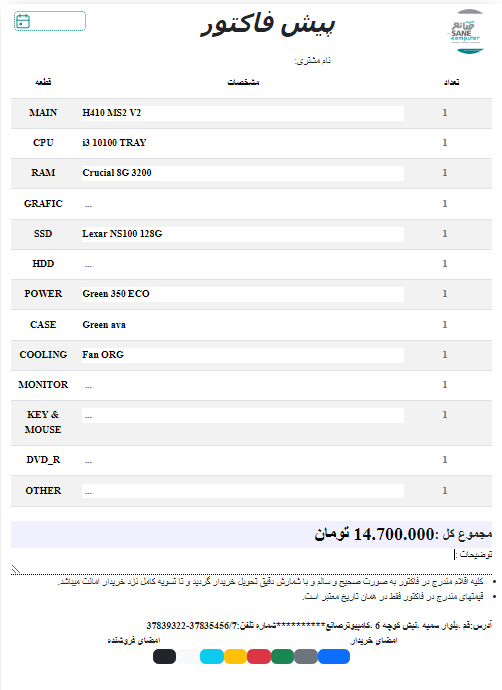 پیش فاکتور
صانع
SANE
computer
نام مشتری:
قطعه مشخصات تعداد
MAIN H410 MS2 V2 1
CPU i3 10100 TRAY 1
RAM Crucial 8G 3200 1
GRAFIC ... 1
SSD Lexar NS100 128G 1
HDD ... 1
POWER Green 350 ECO 1
CASE Green ava 1
COOLING Fan ORG 1
MONITOR ... 1
KEY & MOUSE ... 1
DVD_R ... 1
OTHER ... 1
مجموع کل :14.700.000 تومان
توضیحات :
کلیه اقلام مندرج در فاکتور به صورت صحیح و سالم و با شمارش دقیق تحویل خریدار گردید و تا تسویه کامل نزد خریدار امانت میباشد.
قیمتهای مندرج در فاکتور فقط در همان تاریخ معتبر است.
آدرس:قم ،بلوار سمیه ،نبش کوچه 6 ،کامپیوترصانع**********شماره تلفن:37839322-37835456/7
امضای خریدار امضای فروشنده